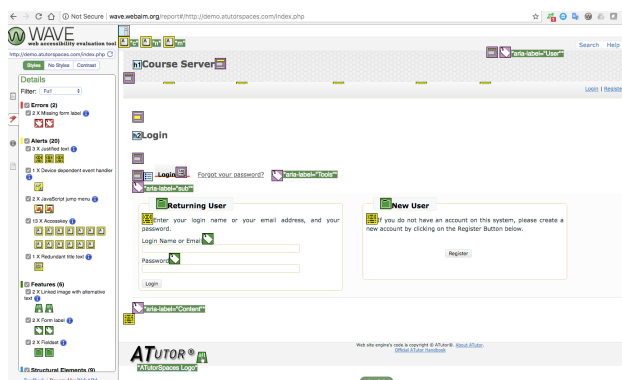 Not Secure
wave.webaim.org/report#/http://demo.atutorspaces.com/index.php
WAVE
web accessibility evaluation tool
http://demo.atutorspaces.com/index.php
Styles No Styles Contrast
Details
Filter: Full
Errors (2)
2 X Missing form label
Alerts (20)
3 X Justified text
1 X Device dependent event handler
2 X JavaScript jump menu
13 X Accesskey
1 X Redundant title text
Features (6)
2 X Linked image with alternative
text
2 X Form label
2 X Fieldset
Structural Elements (9)
*aria-label="User"*
Search Help
h1 Course Server
Login | Register
h2 Login
Login Forgot your password? *aria-label="Tools"*
*aria-label="sub"*
Returning User
Enter your login name or your email address, and your
password.
Login Name or Email
Password
Login
New User
If you do not have an account on this system, please create a
new account by clicking on the Register Button below.
Register
*aria-label="Content"*
ATUTOR ®
*ATutorSpaces Logo*
Web site engine's code is copyright © ATutor®. About ATutor.
Official ATutor Handbook